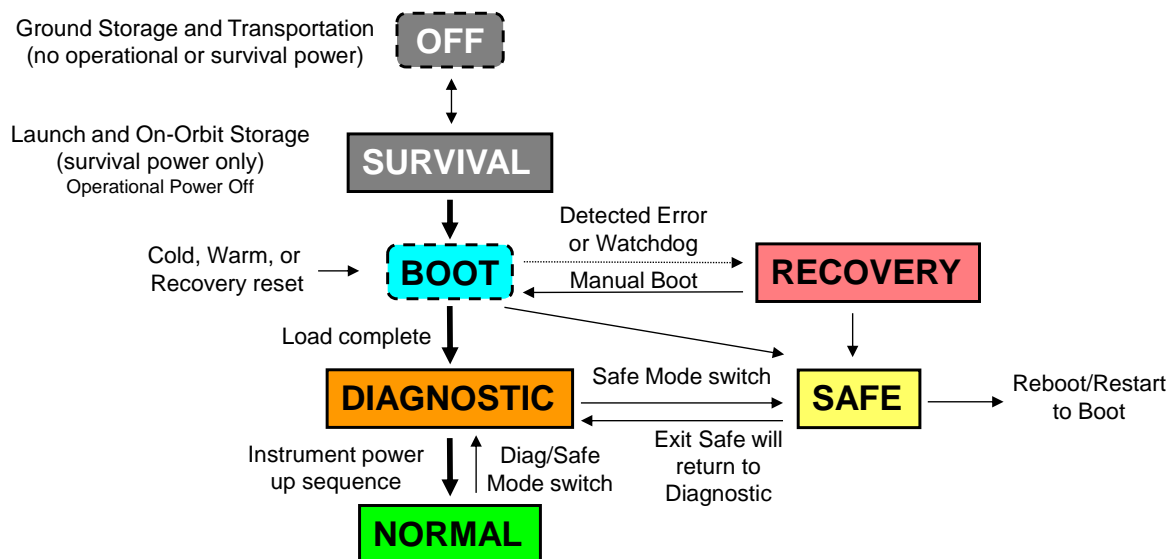 Ground Storage and Transportation
(no operational or survival power)
OFF
Launch and On-Orbit Storage
(survival power only)
Operational Power Off
SURVIVAL
Detected Error
or Watchdog
Cold, Warm, or
Recovery reset
BOOT
Manual Boot
RECOVERY
Load complete
DIAGNOSTIC
Safe Mode switch
SAFE
Reboot/Restart
to Boot
Exit Safe will
return to
Diagnostic
Instrument power
up sequence
Diag/Safe
Mode switch
NORMAL